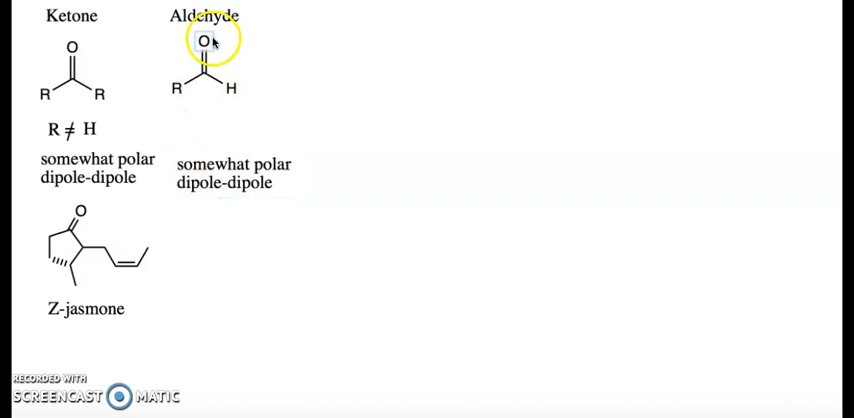 Ketone
Aldehyde
O
R
R
O
R
H
R ≠ H
somewhat polar
dipole-dipole
somewhat polar
dipole-dipole
O
Z-jasmone
RECORDED WITH
SCREENCAST MATIC